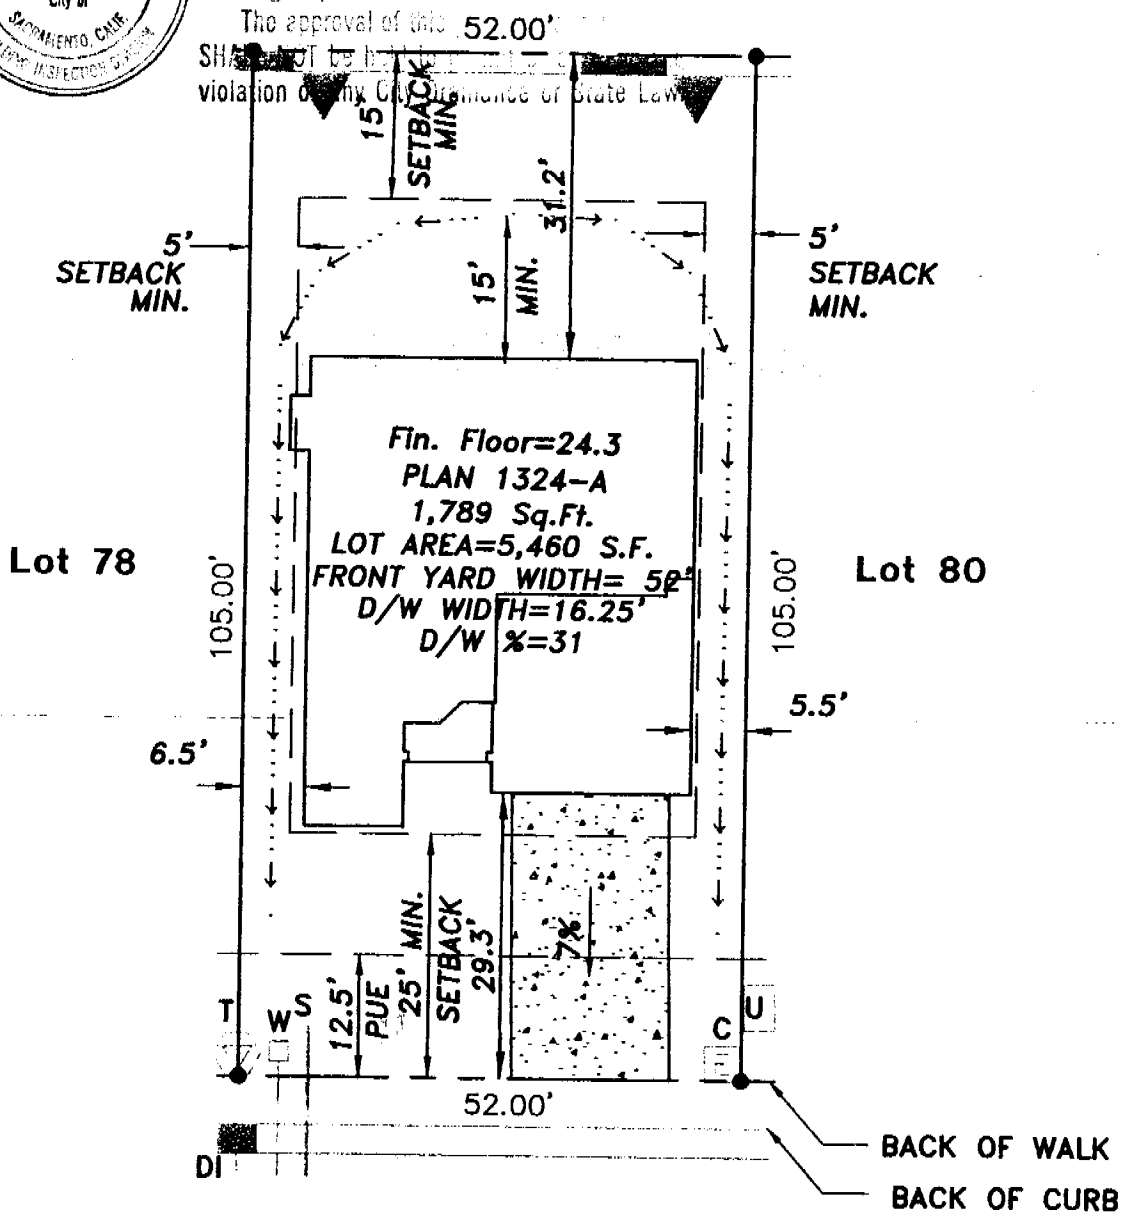 City of
SACRAMENTO, CALIF.
INSPECTION
The approval of this
52.00'
violation of any City Ordinance or State Law
15'
SETBACK
MIN.
31.2'
5'
SETBACK
MIN.
15'
MIN.
5'
SETBACK
MIN.
Fin. Floor=24.3
PLAN 1324-A
1,789 Sq.Ft.
LOT AREA=5,460 S.F.
FRONT YARD WIDTH= 52'
D/W WIDTH=16.25'
D/W %=31
Lot 78
105.00'
105.00'
Lot 80
6.5'
5.5'
12.5'
PUE
25' MIN.
SETBACK
29.3'
7%
T
W
S
C
U
52.00'
DI
BACK OF WALK
BACK OF CURB